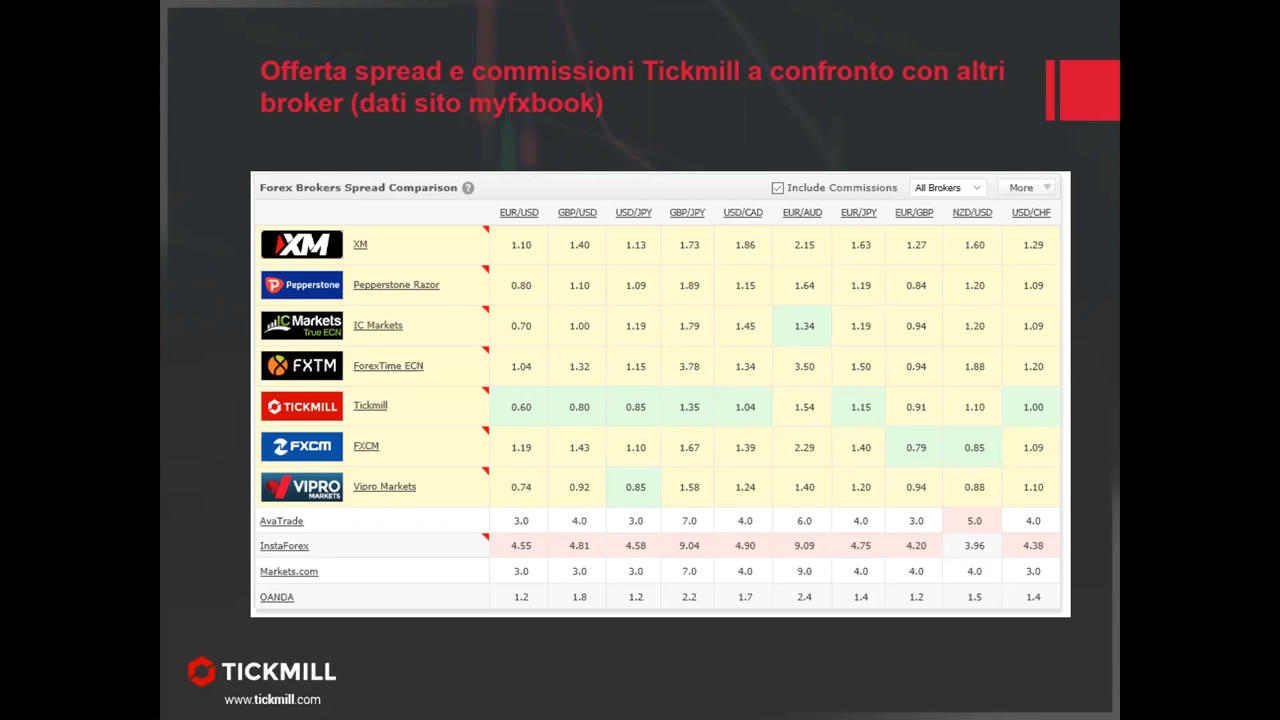 Offerta spread e commissioni Tickmill a confronto con altri
broker (dati sito myfxbook)
Forex Brokers Spread Comparison ? Include Commissions All Brokers More
EUR/USD GBP/USD USD/JPY GBP/JPY USD/CAD EUR/AUD EUR/JPY EUR/GBP NZD/USD USD/CHF
XM XM 1.10 1.40 1.13 1.73 1.86 2.15 1.63 1.27 1.60 1.29
Pepperstone Pepperstone Razor 0.80 1.10 1.09 1.89 1.15 1.64 1.19 0.84 1.20 1.09
IC Markets True ECN IC Markets 0.70 1.00 1.19 1.79 1.45 1.34 1.19 0.94 1.20 1.09
FXTM ForexTime ECN 1.04 1.32 1.15 3.78 1.34 3.50 1.50 0.94 1.88 1.20
TICKMILL Tickmill 0.60 0.80 0.85 1.35 1.04 1.54 1.15 0.91 1.10 1.00
FXCM FXCM 1.19 1.43 1.10 1.67 1.39 2.29 1.40 0.79 0.85 1.09
VIPRO MARKETS Vipro Markets 0.74 0.92 0.85 1.58 1.24 1.40 1.20 0.94 0.88 1.10
AvaTrade 3.0 4.0 3.0 7.0 4.0 6.0 4.0 3.0 5.0 4.0
InstaForex 4.55 4.81 4.58 9.04 4.90 9.09 4.75 4.20 3.96 4.38
Markets.com 3.0 3.0 3.0 7.0 4.0 9.0 4.0 4.0 4.0 3.0
OANDA 1.2 1.8 1.2 2.2 1.7 2.4 1.4 1.2 1.5 1.4
TICKMILL
www.tickmill.com